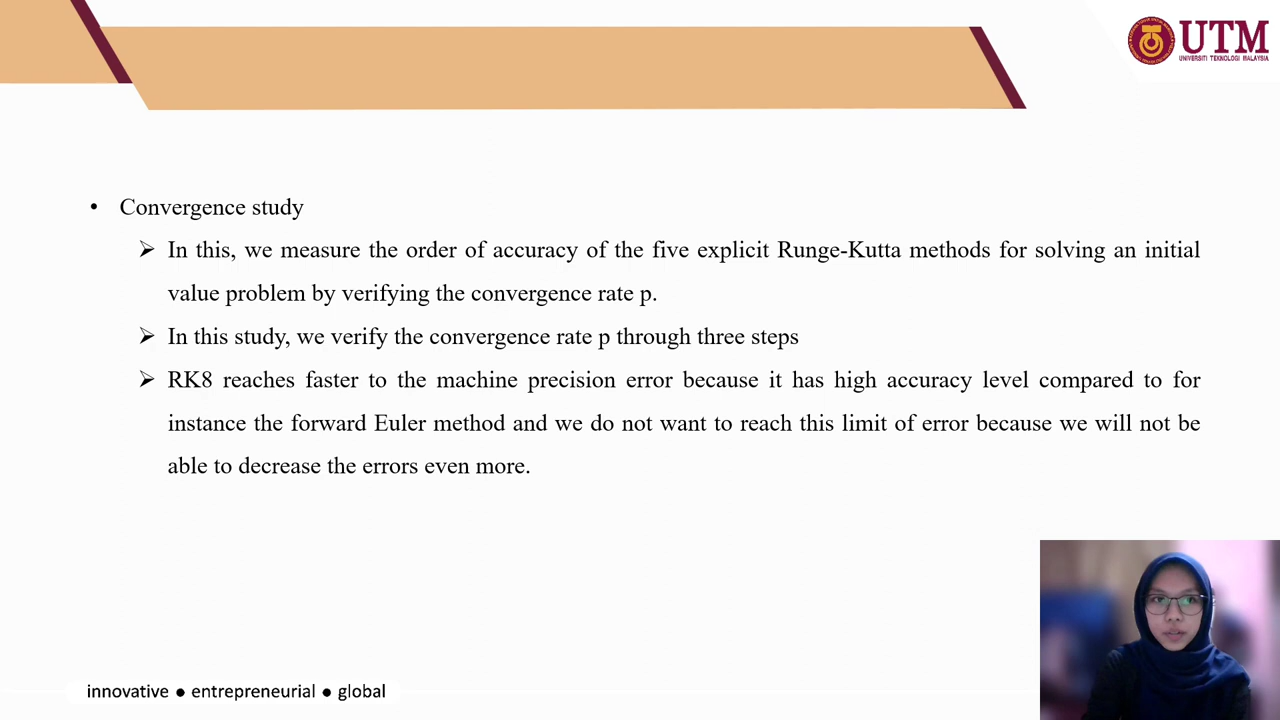 UTM
UNIVERSITI TEKNOLOGI MALAYSIA
• Convergence study
➢ In this, we measure the order of accuracy of the five explicit Runge-Kutta methods for solving an initial
value problem by verifying the convergence rate p.
➢ In this study, we verify the convergence rate p through three steps
➢ RK8 reaches faster to the machine precision error because it has high accuracy level compared to for
instance the forward Euler method and we do not want to reach this limit of error because we will not be
able to decrease the errors even more.
innovative ● entrepreneurial ● global